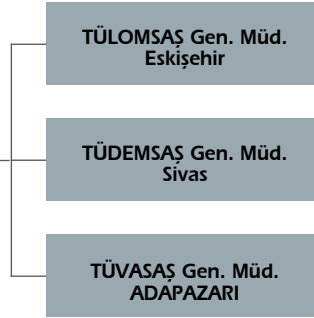 TÜLOMSAŞ Gen. Müd.
Eskişehir
TÜDEMSAŞ Gen. Müd.
Sivas
TÜVASAŞ Gen. Müd.
ADAPAZARI